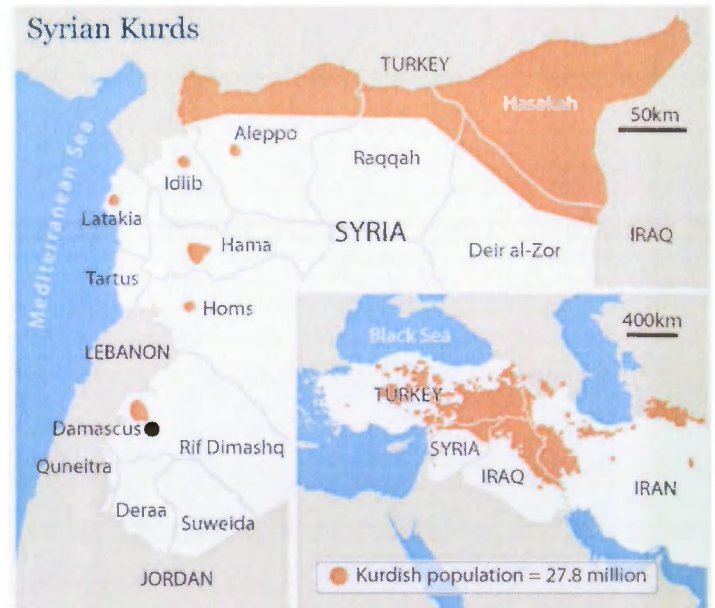 Syrian Kurds
TURKEY
Hasakah
50km
Aleppo
Raqqah
Idlib
Mediterranean Sea
Latakia
SYRIA
Hama
IRAQ
Deir al-Zor
Tartus
Homs
LEBANON
Damascus
Rif Dimashq
Quneitra
Deraa
Suweida
JORDAN
400km
Black Sea
TURKEY
SYRIA
IRAQ
IRAN
Kurdish population = 27.8 million